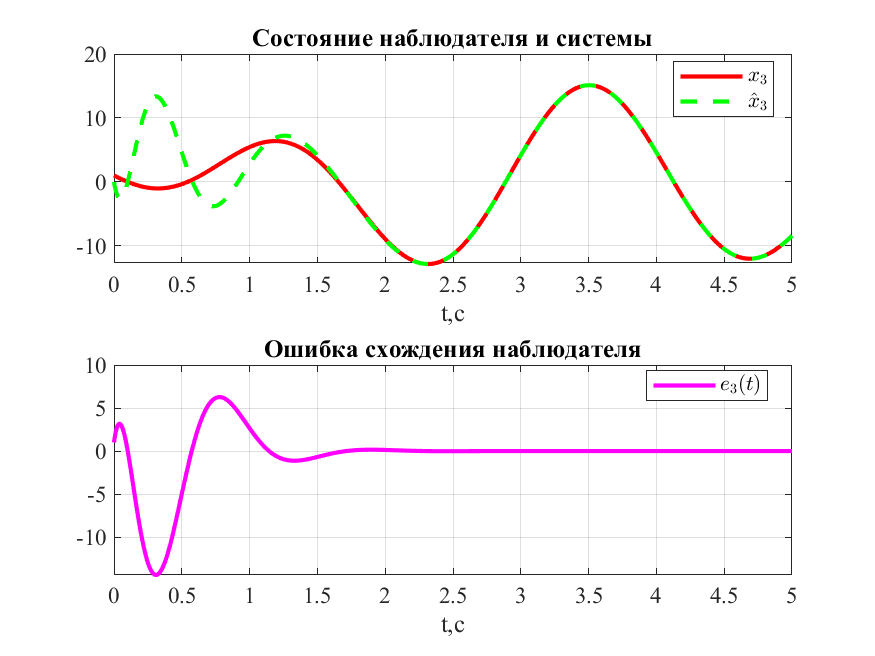 Состояние наблюдателя и системы
20
10
0
-10
x₃
x̂₃
0 0.5 1 1.5 2 2.5 3 3.5 4 4.5 5
t,c
Ошибка схождения наблюдателя
10
5
0
-5
-10
e₃(t)
0 0.5 1 1.5 2 2.5 3 3.5 4 4.5 5
t,c